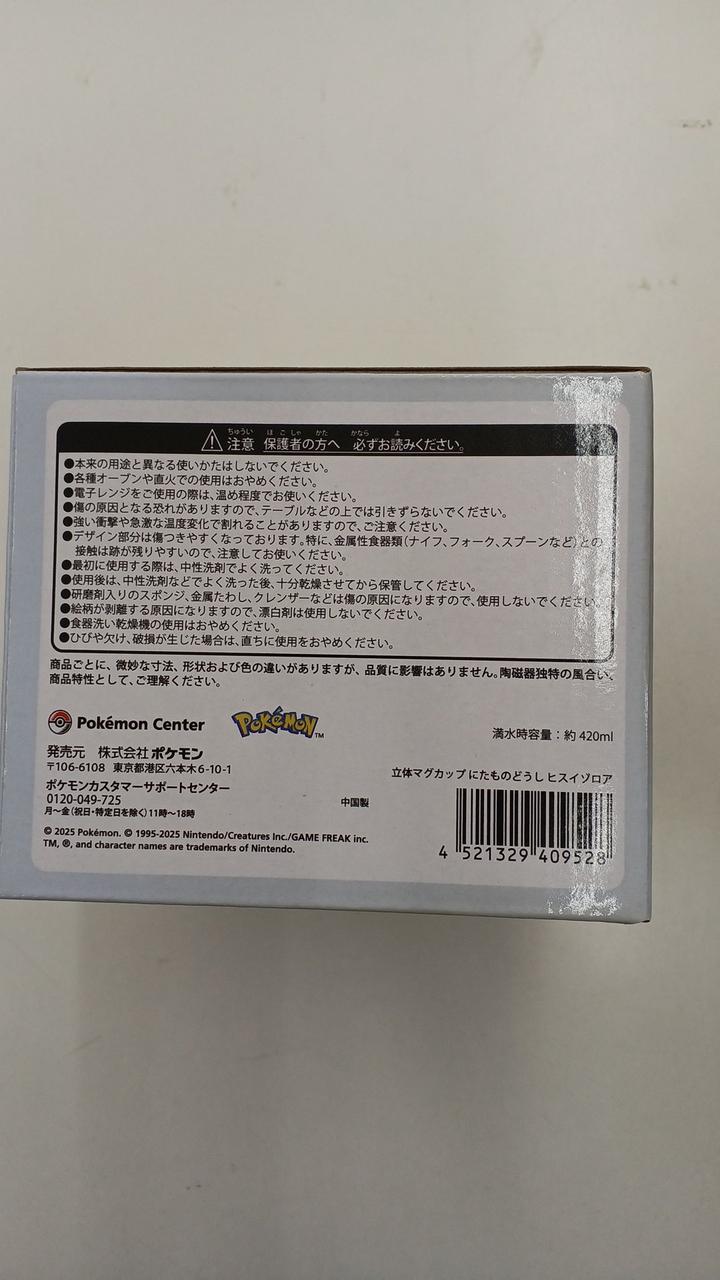 ちゅうい ほごしゃ かた かなら よ
注意 保護者の方へ 必ずお読みください。
●本来の用途と異なる使いかたはしないでください。
●各種オーブンや直火での使用はおやめください。
●電子レンジをご使用の際は、温め程度でお使いください。
●傷の原因となる恐れがありますので、テーブルなどの上では引きずらないでください。
●強い衝撃や急激な温度変化で割れることがありますので、ご注意ください。
●デザイン部分は傷つきやすくなっております。特に、金属性食器類(ナイフ、フォーク、スプーンなど)との
接触は跡が残りやすいので、注意してお使いください。
●最初に使用する際は、中性洗剤でよく洗ってください。
●使用後は、中性洗剤などでよく洗った後、十分乾燥させてから保管してください。
●研磨剤入りのスポンジ、金属たわし、クレンザーなどは傷の原因になりますので、使用しないでください。
●絵柄が剥離する原因になりますので、漂白剤は使用しないでください。
●食器洗い乾燥機の使用はおやめください。
●ひびや欠け、破損が生じた場合は、直ちに使用をおやめください。
商品ごとに、微妙な寸法、形状および色の違いがありますが、品質に影響はありません。陶磁器独特の風合い、
商品特性として、ご理解ください。
Pokémon Center POKéMON TM
満水時容量：約 420ml
発売元 株式会社ポケモン
〒106-6108 東京都港区六本木6-10-1
立体マグカップ にたものどうし ヒスイゾロア
ポケモンカスタマーサポートセンター
0120-049-725
月～金(祝日・特定日を除く)11時～18時
中国製
© 2025 Pokémon. © 1995-2025 Nintendo/Creatures Inc./GAME FREAK inc.
TM, ®, and character names are trademarks of Nintendo.
4 521329 409528